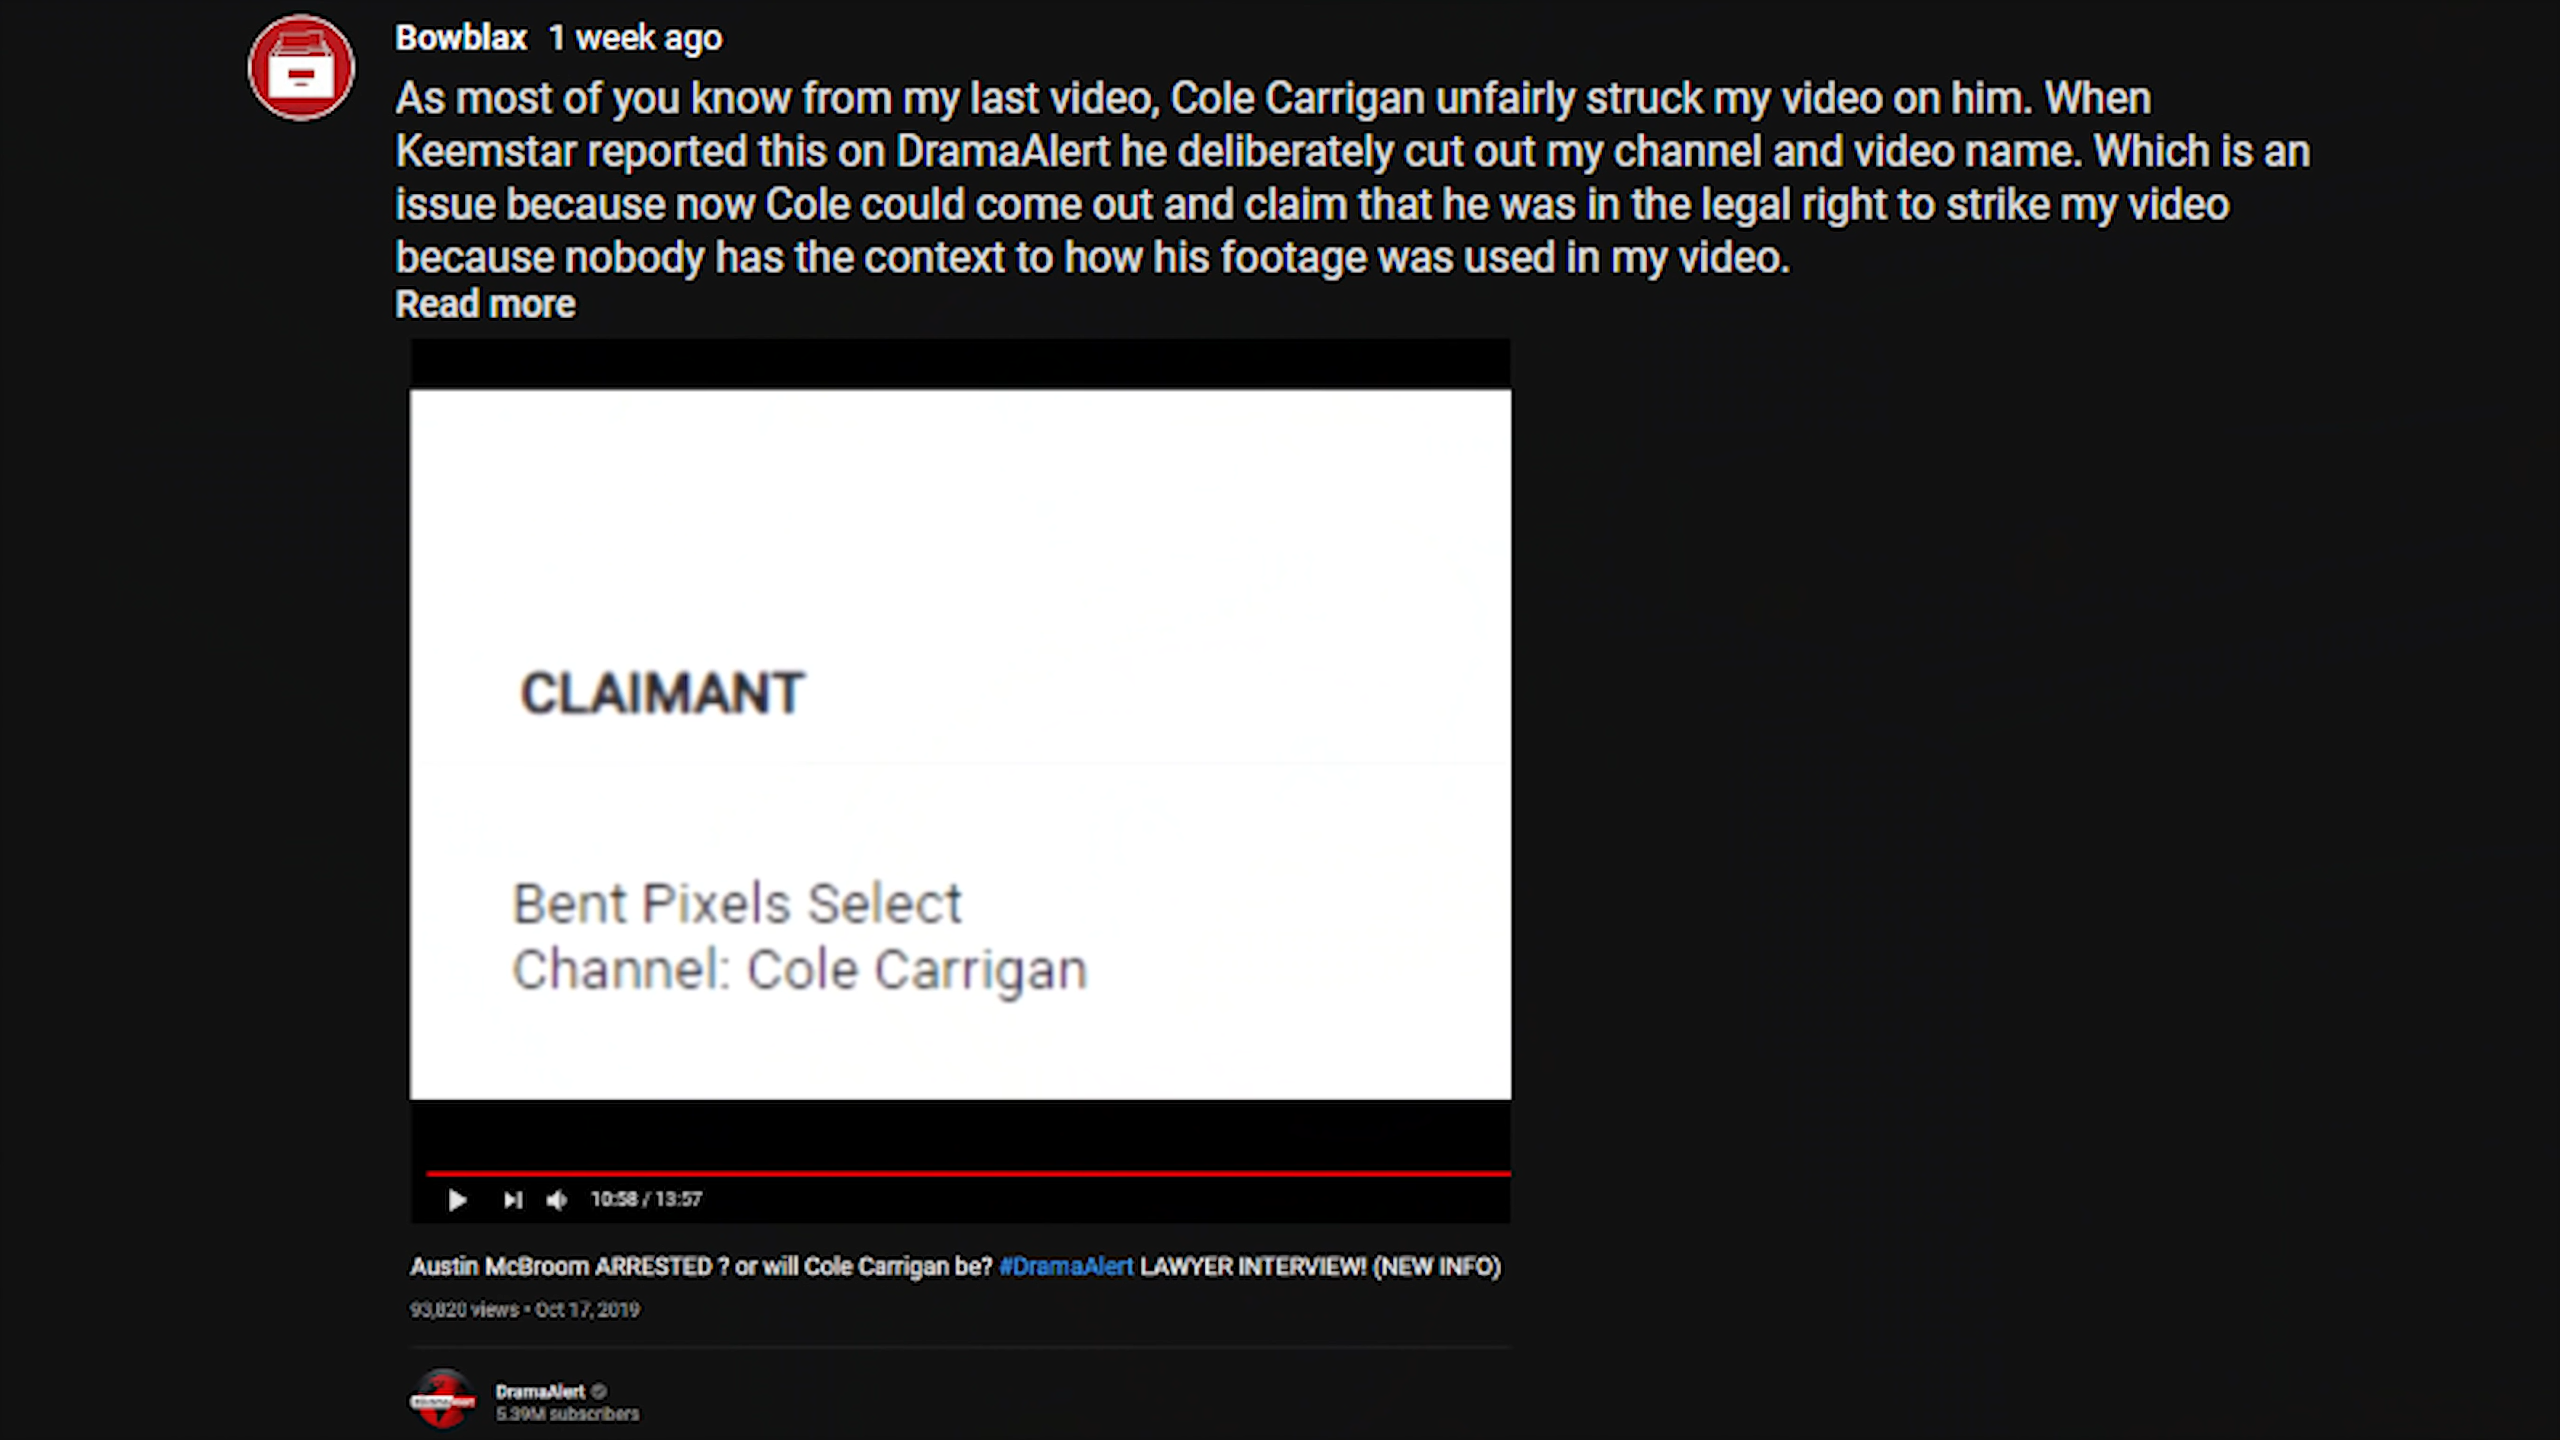 Bowblax 1 week ago
As most of you know from my last video, Cole Carrigan unfairly struck my video on him. When
Keemstar reported this on DramaAlert he deliberately cut out my channel and video name. Which is an
issue because now Cole could come out and claim that he was in the legal right to strike my video
because nobody has the context to how his footage was used in my video.
Read more
CLAIMANT
Bent Pixels Select
Channel: Cole Carrigan
10:58 / 13:57
Austin McBroom ARRESTED ? or will Cole Carrigan be? #DramaAlert LAWYER INTERVIEW! (NEW INFO)
93,820 views • Oct 17, 2019
DramaAlert
5.39M subscribers